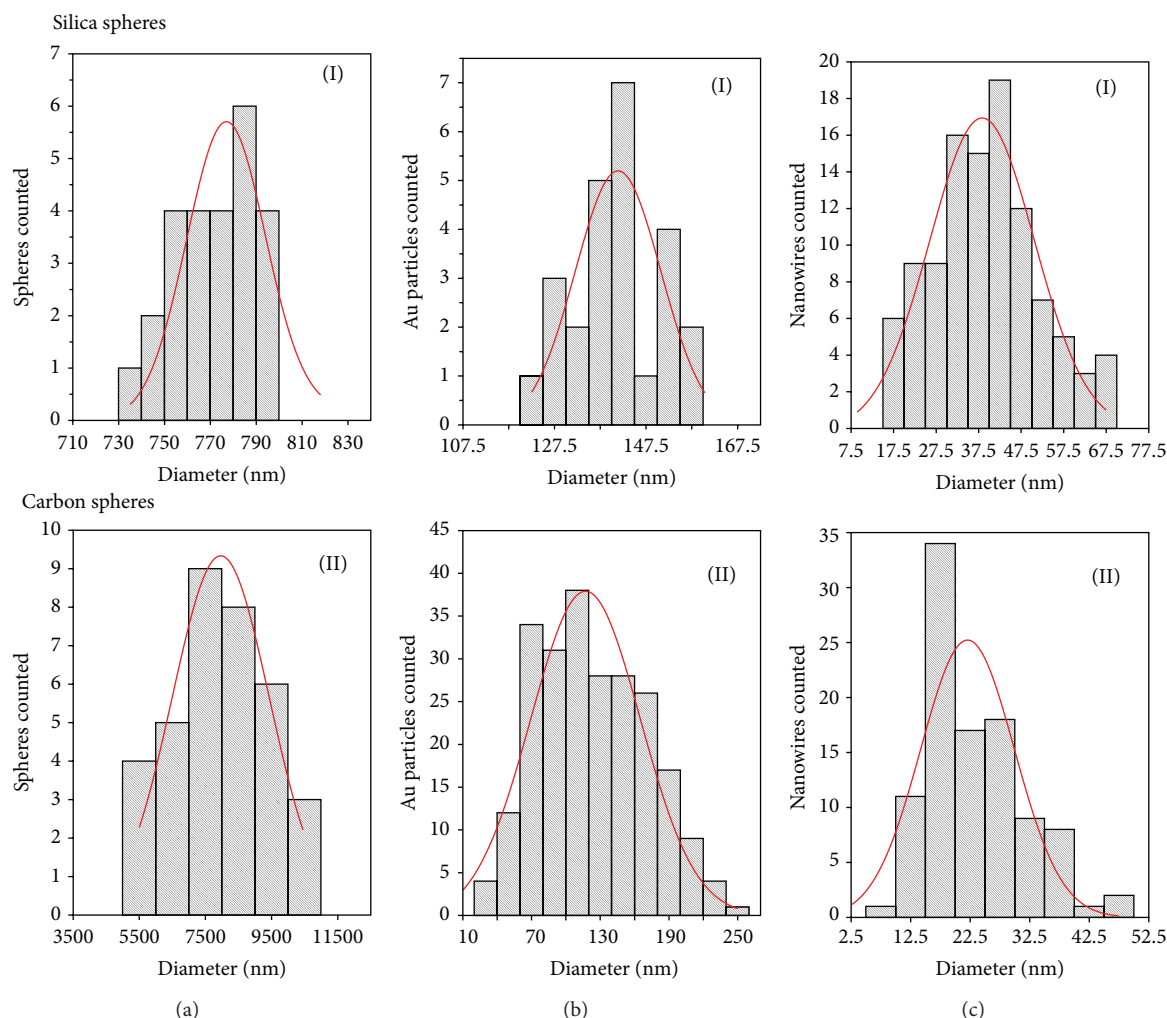 Silica spheres
7
6
5
4
3
2
1
0
710 730 750 770 790 810 830
Spheres counted
Diameter (nm)
(I)
7
6
5
4
3
2
1
0
107.5 127.5 147.5 167.5
Au particles counted
Diameter (nm)
(I)
20
18
16
14
12
10
8
6
4
2
0
7.5 17.5 27.5 37.5 47.5 57.5 67.5 77.5
Nanowires counted
Diameter (nm)
(I)
Carbon spheres
10
9
8
7
6
5
4
3
2
1
0
3500 5500 7500 9500 11500
Spheres counted
Diameter (nm)
(II)
(a)
45
40
35
30
25
20
15
10
5
0
10 70 130 190 250
Au particles counted
Diameter (nm)
(II)
(b)
35
30
25
20
15
10
5
0
2.5 12.5 22.5 32.5 42.5 52.5
Nanowires counted
Diameter (nm)
(II)
(c)